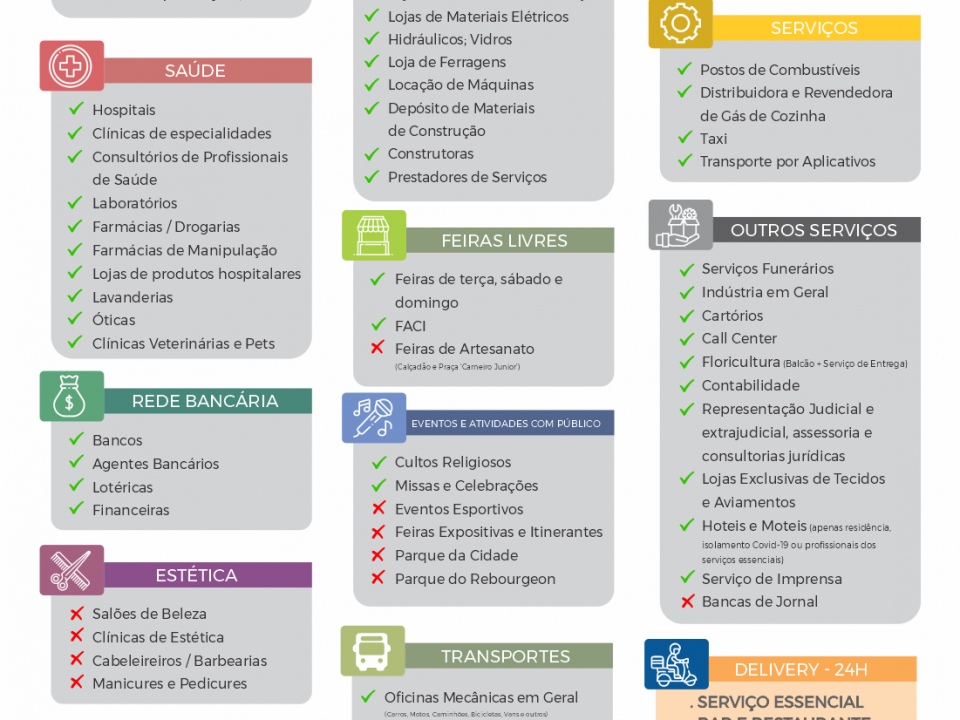 SAÚDE
Hospitais
Clínicas de especialidades
Consultórios de Profissionais
de Saúde
Laboratórios
Farmácias / Drogarias
Farmácias de Manipulação
Lojas de produtos hospitalares
Lavanderias
Óticas
Clínicas Veterinárias e Pets
REDE BANCÁRIA
Bancos
Agentes Bancários
Lotéricas
Financeiras
ESTÉTICA
Salões de Beleza
Clínicas de Estética
Cabeleireiros / Barbearias
Manicures e Pedicures
Lojas de Materiais Elétricos
Hidráulicos; Vidros
Loja de Ferragens
Locação de Máquinas
Depósito de Materiais
de Construção
Construtoras
Prestadores de Serviços
FEIRAS LIVRES
Feiras de terça, sábado e
domingo
FACI
Feiras de Artesanato
(Calçadão e Praça 'Carneiro Junior')
EVENTOS E ATIVIDADES COM PÚBLICO
Cultos Religiosos
Missas e Celebrações
Eventos Esportivos
Feiras Expositivas e Itinerantes
Parque da Cidade
Parque do Rebourgeon
TRANSPORTES
Oficinas Mecânicas em Geral
(Carros, Motos, Caminhões, Bicicletas, Vans e outros)
SERVIÇOS
Postos de Combustíveis
Distribuidora e Revendedora
de Gás de Cozinha
Taxi
Transporte por Aplicativos
OUTROS SERVIÇOS
Serviços Funerários
Indústria em Geral
Cartórios
Call Center
Floricultura (Balcão + Serviço de Entrega)
Contabilidade
Representação Judicial e
extrajudicial, assessoria e
consultorias jurídicas
Lojas Exclusivas de Tecidos
e Aviamentos
Hoteis e Moteis (apenas residência,
isolamento Covid-19 ou profissionais dos
serviços essenciais)
Serviço de Imprensa
Bancas de Jornal
DELIVERY - 24H
. SERVIÇO ESSENCIAL
. BAR E RESTAURANTE